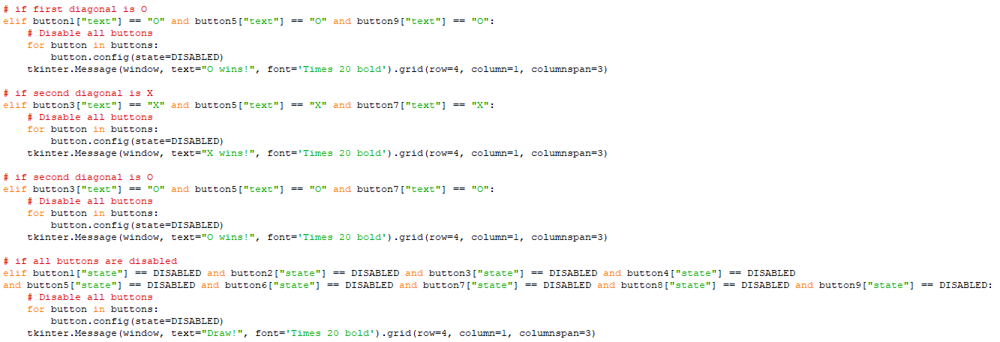 # if first diagonal is O
elif button1["text"] == "O" and button5["text"] == "O" and button9["text"] == "O":
    # Disable all buttons
    for button in buttons:
        button.config(state=DISABLED)
    tkinter.Message(window, text="O wins!", font='Times 20 bold').grid(row=4, column=1, columnspan=3)

# if second diagonal is X
elif button3["text"] == "X" and button5["text"] == "X" and button7["text"] == "X":
    # Disable all buttons
    for button in buttons:
        button.config(state=DISABLED)
    tkinter.Message(window, text="X wins!", font='Times 20 bold').grid(row=4, column=1, columnspan=3)

# if second diagonal is O
elif button3["text"] == "O" and button5["text"] == "O" and button7["text"] == "O":
    # Disable all buttons
    for button in buttons:
        button.config(state=DISABLED)
    tkinter.Message(window, text="O wins!", font='Times 20 bold').grid(row=4, column=1, columnspan=3)

# if all buttons are disabled
elif button1["state"] == DISABLED and button2["state"] == DISABLED and button3["state"] == DISABLED and button4["state"] == DISABLED
and button5["state"] == DISABLED and button6["state"] == DISABLED and button7["state"] == DISABLED and button8["state"] == DISABLED and button9["state"] == DISABLED:
    # Disable all buttons
    for button in buttons:
        button.config(state=DISABLED)
    tkinter.Message(window, text="Draw!", font='Times 20 bold').grid(row=4, column=1, columnspan=3)